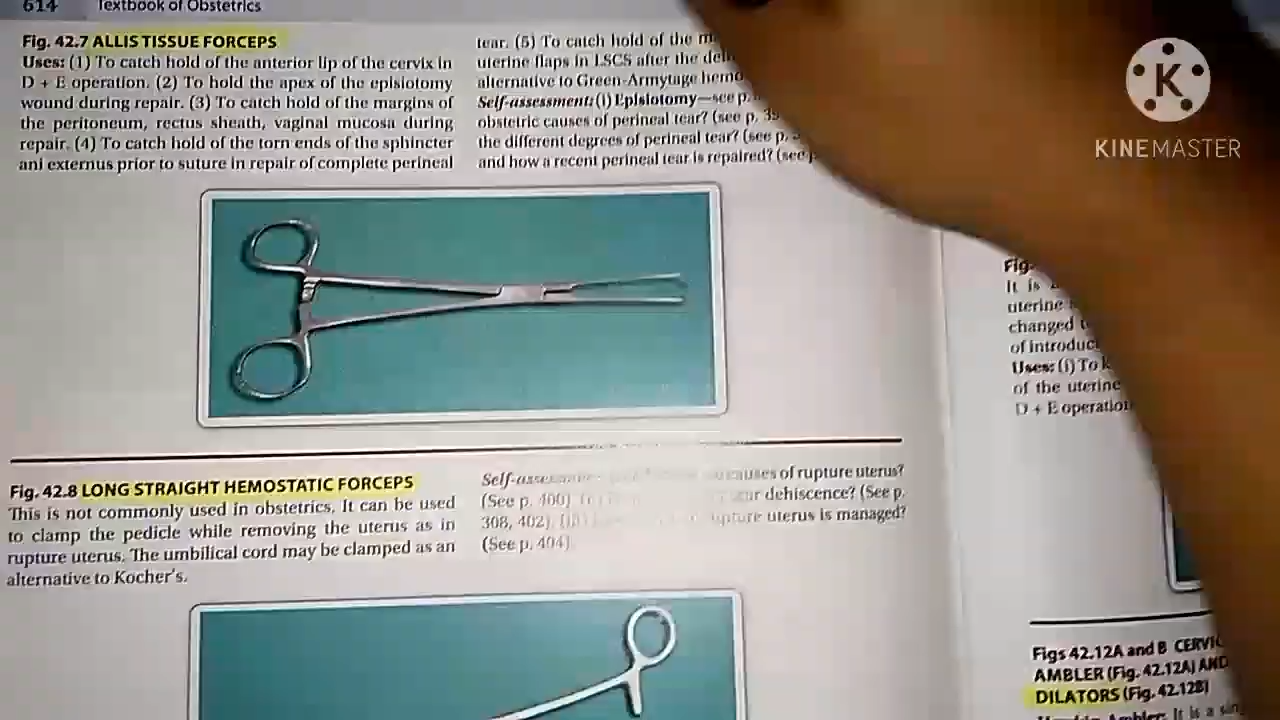 614 Textbook of Obstetrics
Fig. 42.7 ALLIS TISSUE FORCEPS
Uses: (1) To catch hold of the anterior lip of the cervix in
D + E operation. (2) To hold the apex of the episiotomy
wound during repair. (3) To catch hold of the margins of
the peritoneum, rectus sheath, vaginal mucosa during
repair. (4) To catch hold of the torn ends of the sphincter
ani externus prior to suture in repair of complete perineal
tear. (5) To catch hold of the
uterine flaps in LSCS after the
alternative to Green-Armytage
Self-assessment: (i) Episiotomy—see p.
obstetric causes of perineal tear? (see p.
the different degrees of perineal tear? (see p.
and how a recent perineal tear is repaired? (see
Fig. 42.8 LONG STRAIGHT HEMOSTATIC FORCEPS
This is not commonly used in obstetrics. It can be used
to clamp the pedicle while removing the uterus as in
rupture uterus. The umbilical cord may be clamped as an
alternative to Kocher's.
causes of rupture uterus?
(See p. 400) dehiscence? (See p.
308, 402). uterus is managed?
(See p. 404)
It is
uterine
changed
of
Uses: (i) To
of the uterine
D + E operation
Figs 42.12A and B
AMBLER (Fig. 42.12A) AND
DILATORS (Fig. 42.12B)
It is a
K
KINEMASTER